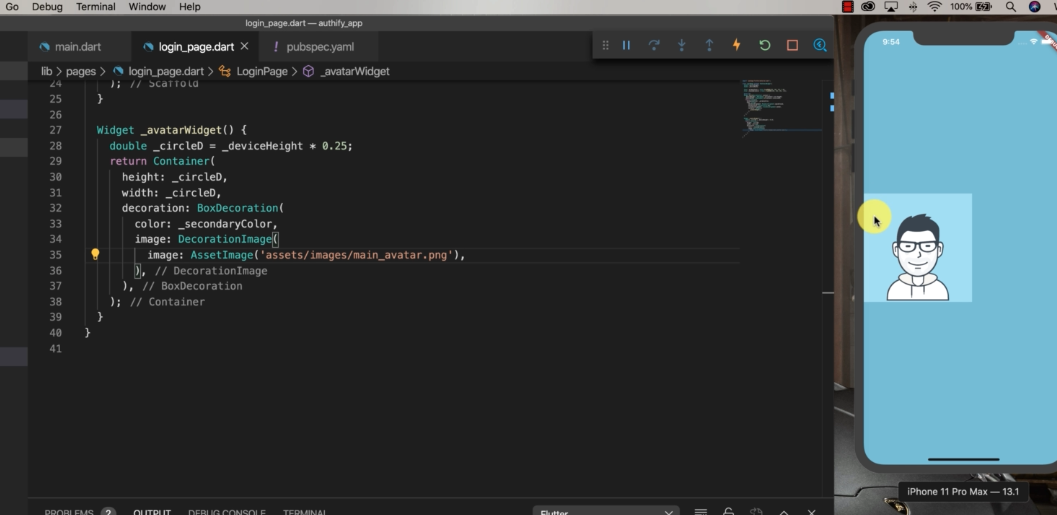 Go Debug Terminal Window Help 100%
login_page.dart — authify_app
main.dart login_page.dart ! pubspec.yaml
lib > pages > login_page.dart > LoginPage > _avatarWidget
9:54
24 ); // Scaffold
25 }
26
27 Widget _avatarWidget() {
28 double _circleD = _deviceHeight * 0.25;
29 return Container(
30 height: _circleD,
31 width: _circleD,
32 decoration: BoxDecoration(
33 color: _secondaryColor,
34 image: DecorationImage(
35 image: AssetImage('assets/images/main_avatar.png'),
36 ), // DecorationImage
37 ), // BoxDecoration
38 ); // Container
39 }
40 }
41
iPhone 11 Pro Max — 13.1
PROBLEMS 2 OUTPUT DEBUG CONSOLE TERMINAL Flutter